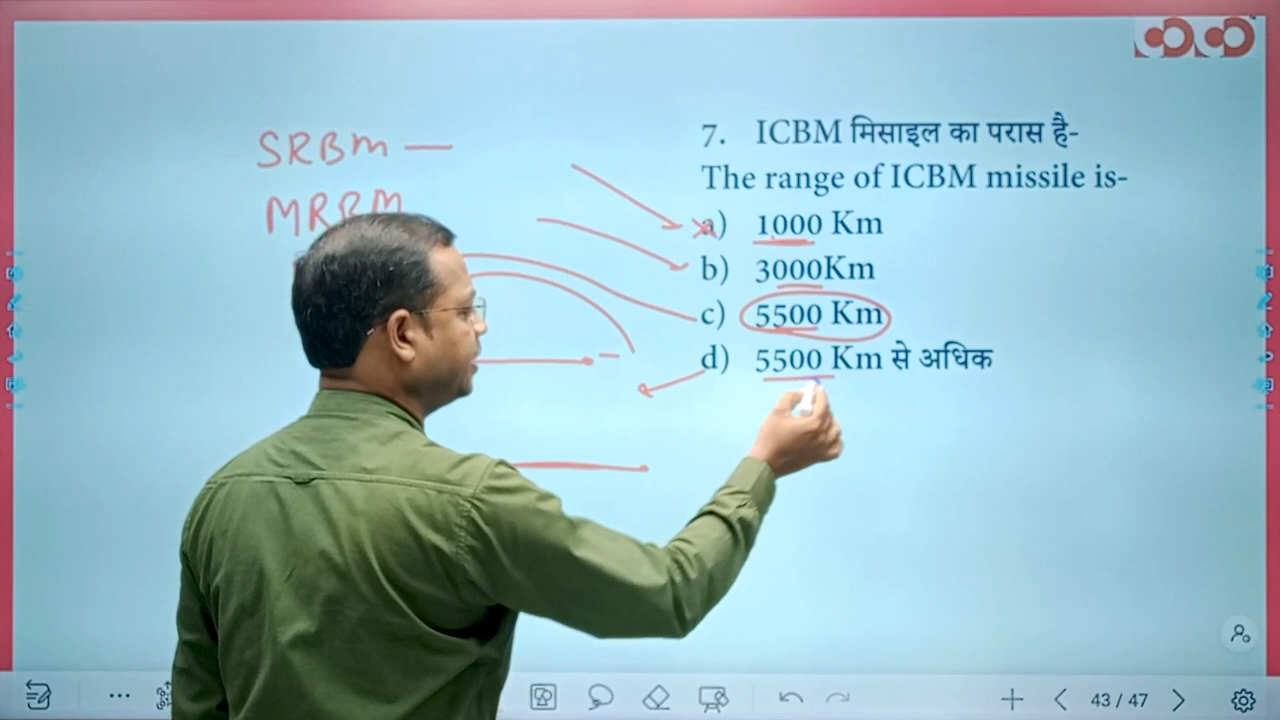 SRBM —
MRBM
7. ICBM मिसाइल का परास है-
The range of ICBM missile is-
a) 1000 Km
b) 3000Km
c) 5500 Km
d) 5500 Km से अधिक
43 / 47